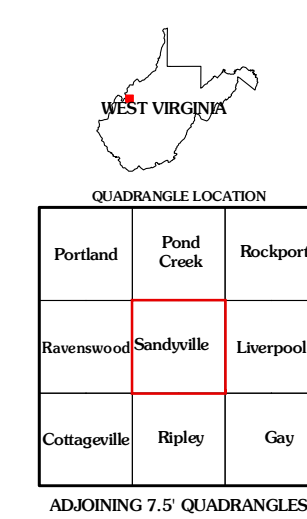 WEST VIRGINIA
QUADRANGLE LOCATION
Portland
Pond
Creek
Rockport
Ravenswood
Sandyville
Liverpool
Cottageville
Ripley
Gay
ADJOINING 7.5' QUADRANGLES